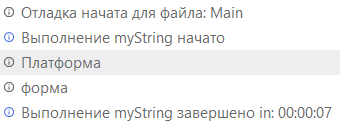 Отладка начата для файла: Main
Выполнение myString начато
Платформа
форма
Выполнение myString завершено in: 00:00:07